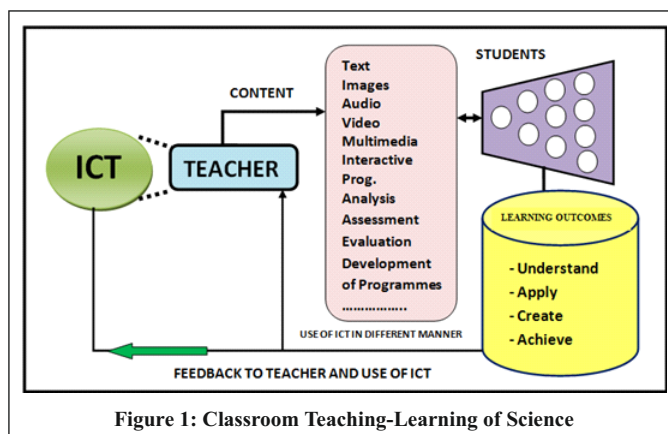 STUDENTS
CONTENT
ICT
TEACHER
Text
Images
Audio
Video
Multimedia
Interactive
Prog.
Analysis
Assessment
Evaluation
Development
of Programmes
................
USE OF ICT IN DIFFERENT MANNER
LEARNING OUTCOMES
- Understand
- Apply
- Create
- Achieve
FEEDBACK TO TEACHER AND USE OF ICT
Figure 1: Classroom Teaching-Learning of Science